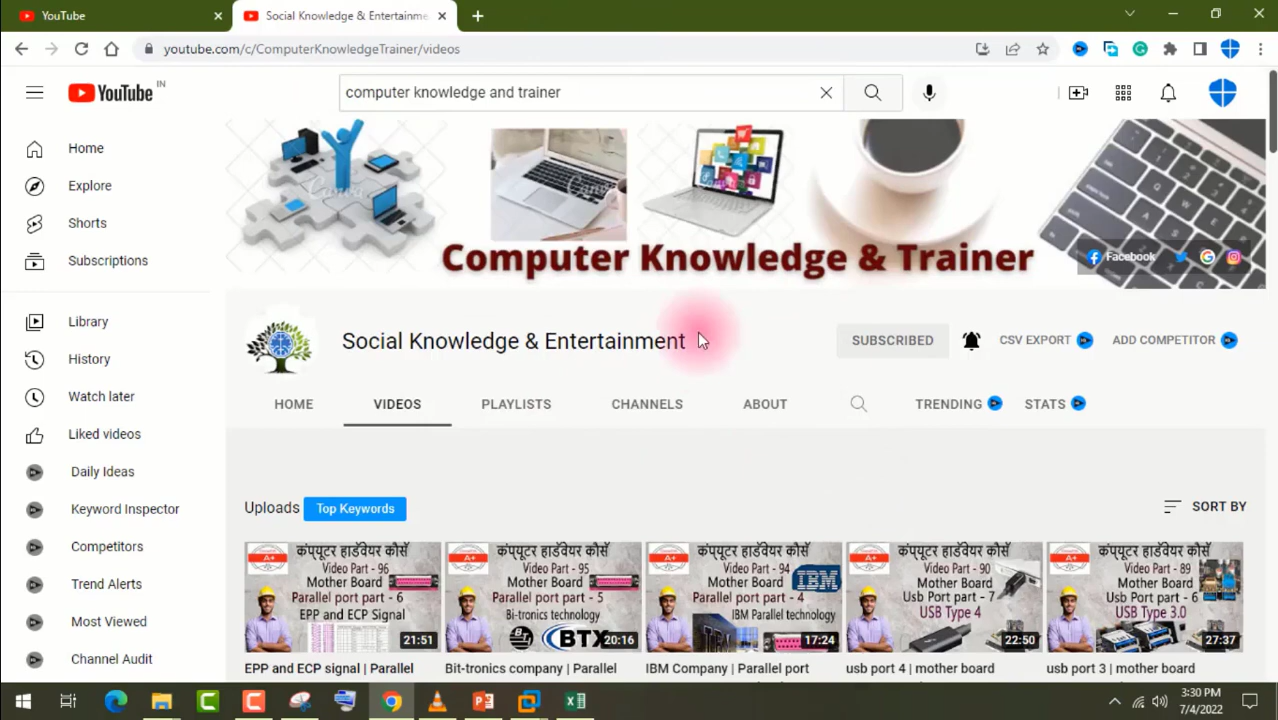 YouTube
Social Knowledge & Entertainme
youtube.com/c/ComputerKnowledgeTrainer/videos
YouTube IN
computer knowledge and trainer
Home
Explore
Shorts
Subscriptions
Library
History
Watch later
Liked videos
Daily Ideas
Keyword Inspector
Competitors
Trend Alerts
Most Viewed
Channel Audit
Computer Knowledge & Trainer
Facebook
Social Knowledge & Entertainment
SUBSCRIBED
CSV EXPORT
ADD COMPETITOR
HOME VIDEOS PLAYLISTS CHANNELS ABOUT TRENDING STATS
Uploads Top Keywords
SORT BY
A+
कंप्यूटर हार्डवेयर कौर्से
Video Part - 96
Mother Board
Parallel port part - 6
EPP and ECP Signal
21:51
EPP and ECP signal | Parallel
A+
कंप्यूटर हार्डवेयर कौर्से
Video Part - 95
Mother Board
Parallel port part - 5
Bi-tronics technology
BTX
20:16
Bit-tronics company | Parallel
A+
कंप्यूटर हार्डवेयर कौर्से
Video Part - 94
Mother Board
IBM
Parallel port part - 4
IBM Parallel technology
17:24
IBM Company | Parallel port
A+
कंप्यूटर हार्डवेयर कौर्से
Video Part - 90
Mother Board
Usb Port part - 7
USB Type 4
22:50
usb port 4 | mother board
A+
कंप्यूटर हार्डवेयर कौर्से
Video Part - 89
Mother Board
Usb Port part - 6
USB Type 3.0
27:37
usb port 3 | mother board
3:30 PM
7/4/2022